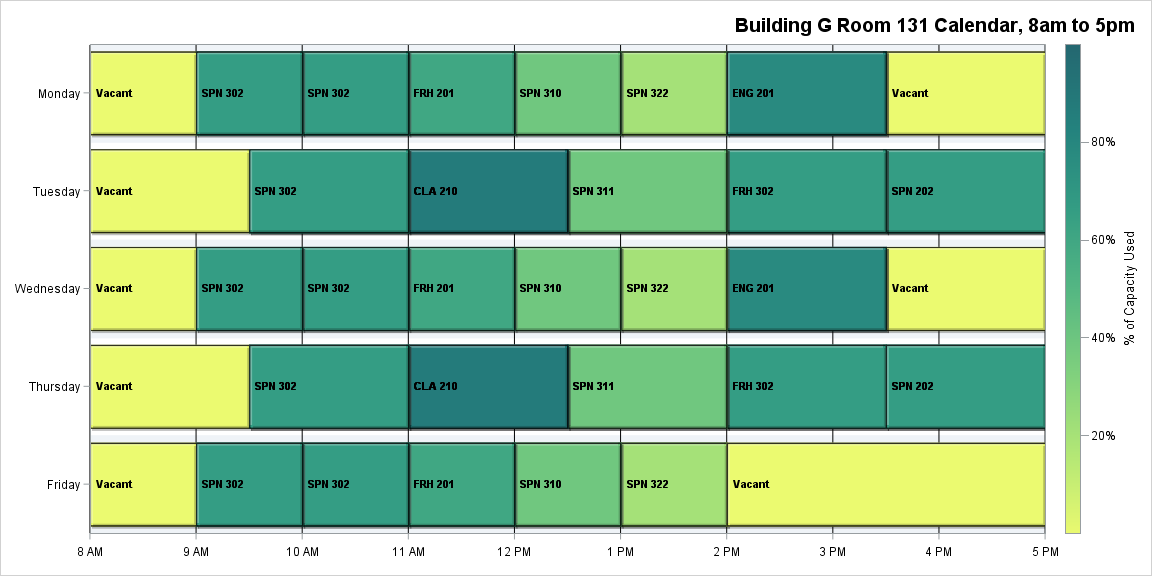 Building G Room 131 Calendar, 8am to 5pm
Monday
Vacant
SPN 302
SPN 302
FRH 201
SPN 310
SPN 322
ENG 201
Vacant
Tuesday
Vacant
SPN 302
CLA 210
SPN 311
FRH 302
SPN 202
Wednesday
Vacant
SPN 302
SPN 302
FRH 201
SPN 310
SPN 322
ENG 201
Vacant
Thursday
Vacant
SPN 302
CLA 210
SPN 311
FRH 302
SPN 202
Friday
Vacant
SPN 302
SPN 302
FRH 201
SPN 310
SPN 322
Vacant
8 AM
9 AM
10 AM
11 AM
12 PM
1 PM
2 PM
3 PM
4 PM
5 PM
80%
60%
40%
20%
% of Capacity Used